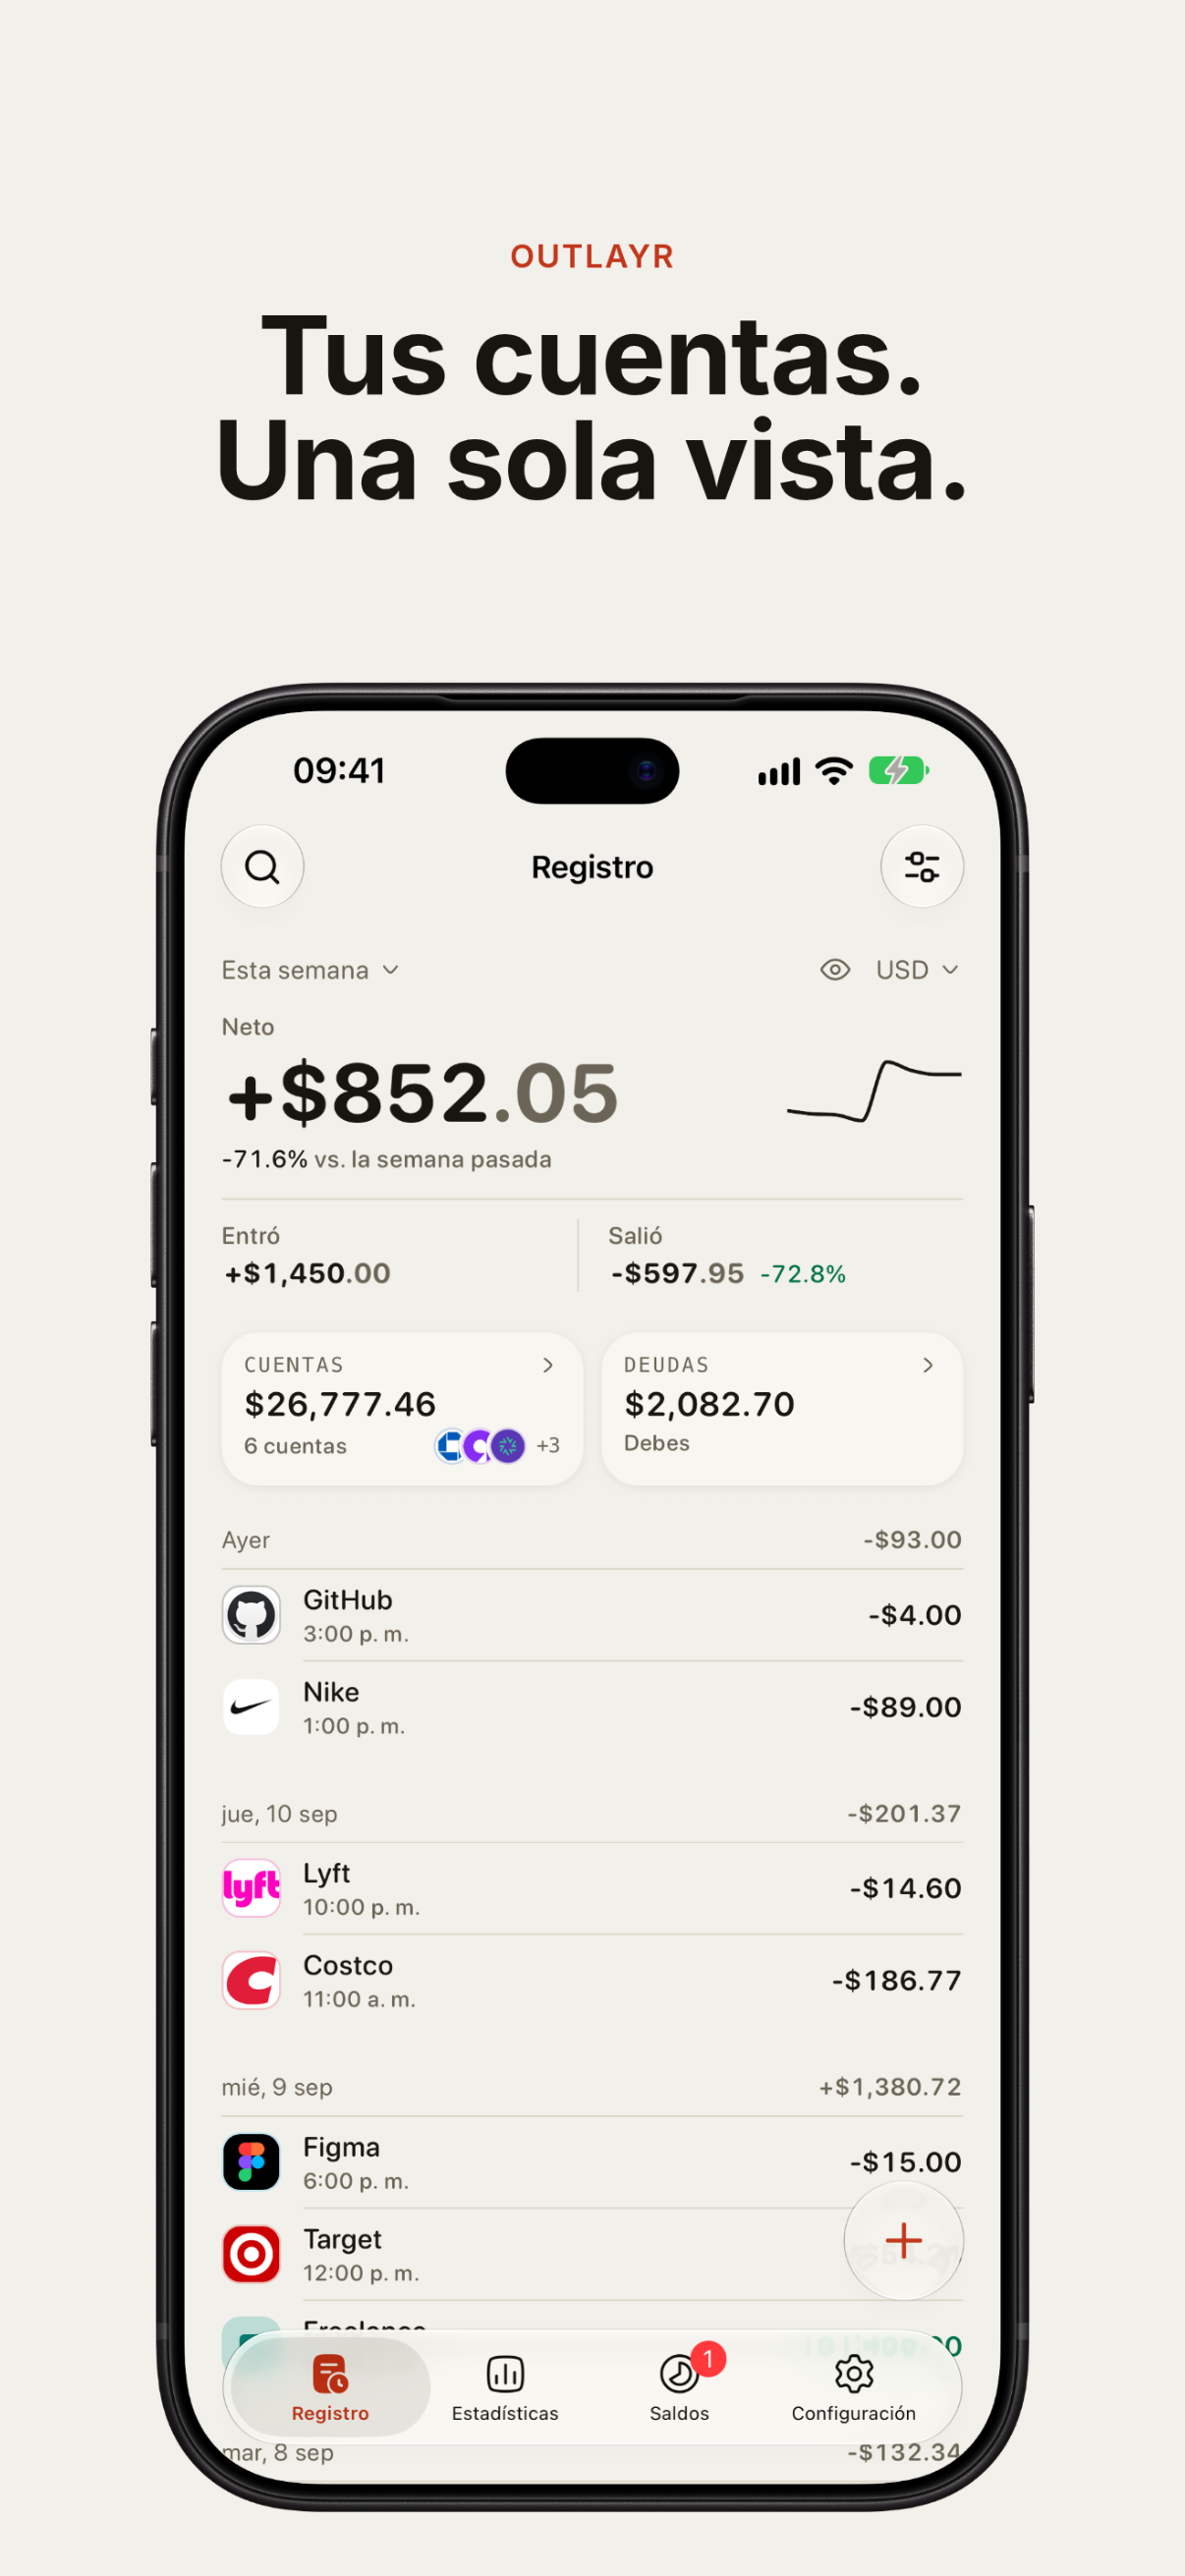 OUTLAYR
Tus cuentas.
Una sola vista.
09:41
Registro
Esta semana
USD
Neto
+$852.05
-71.6% vs. la semana pasada
Entró
Salió
+$1,450.00
-$597.95 -72.8%
CUENTAS
DEUDAS
$26,777.46
$2,082.70
6 cuentas
+3
Debes
Ayer
-$93.00
GitHub
3:00 p. m.
-$4.00
Nike
1:00 p. m.
-$89.00
jue, 10 sep
-$201.37
lyft
Lyft
10:00 p. m.
-$14.60
Costco
11:00 a. m.
-$186.77
mié, 9 sep
+$1,380.72
Figma
6:00 p. m.
-$15.00
Target
12:00 p. m.
1
Registro
Estadísticas
Saldos
Configuración
mar, 8 sep
-$132.34